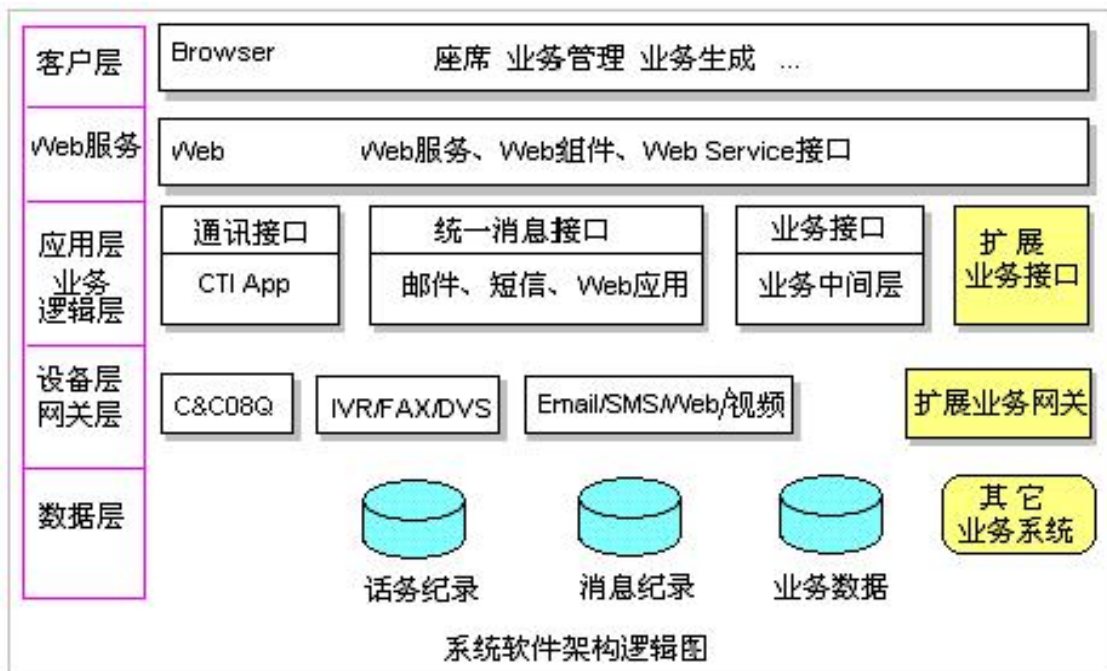 客户层
Browser 座席 业务管理 业务生成 ...
Web服务
Web Web服务、Web组件、Web Service接口
应用层
业务
逻辑层
通讯接口
CTI App
统一消息接口
邮件、短信、Web应用
业务接口
业务中间层
扩 展
业务接口
设备层
网关层
C&C08Q
IVR/FAX/DVS
Email/SMS/Web/视频
扩展业务网关
数据层
话务纪录
消息纪录
业务数据
其 它
业务系统
系统软件架构逻辑图